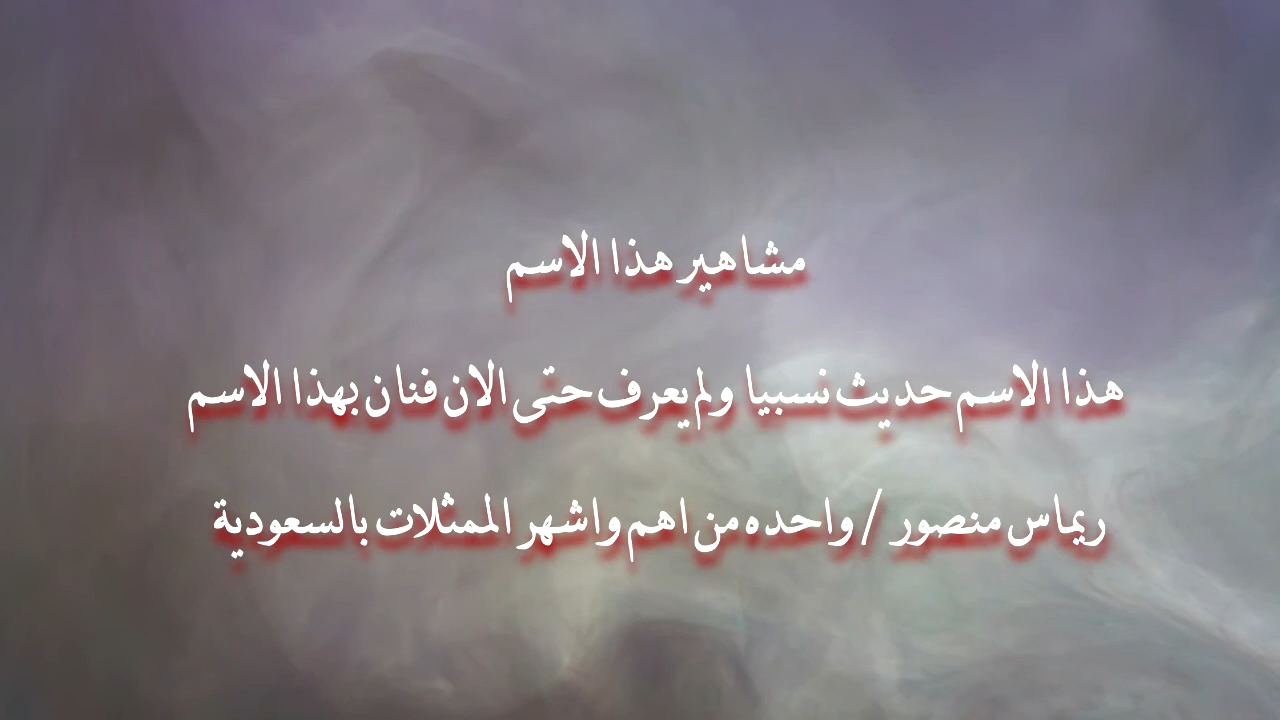 مشاهير هذا الاسم
هذا الاسم حديث نسبيا ولم يعرف حتى الان فنان بهذا الاسم
ريماس منصور / واحده من اهم واشهر الممثلات بالسعودية